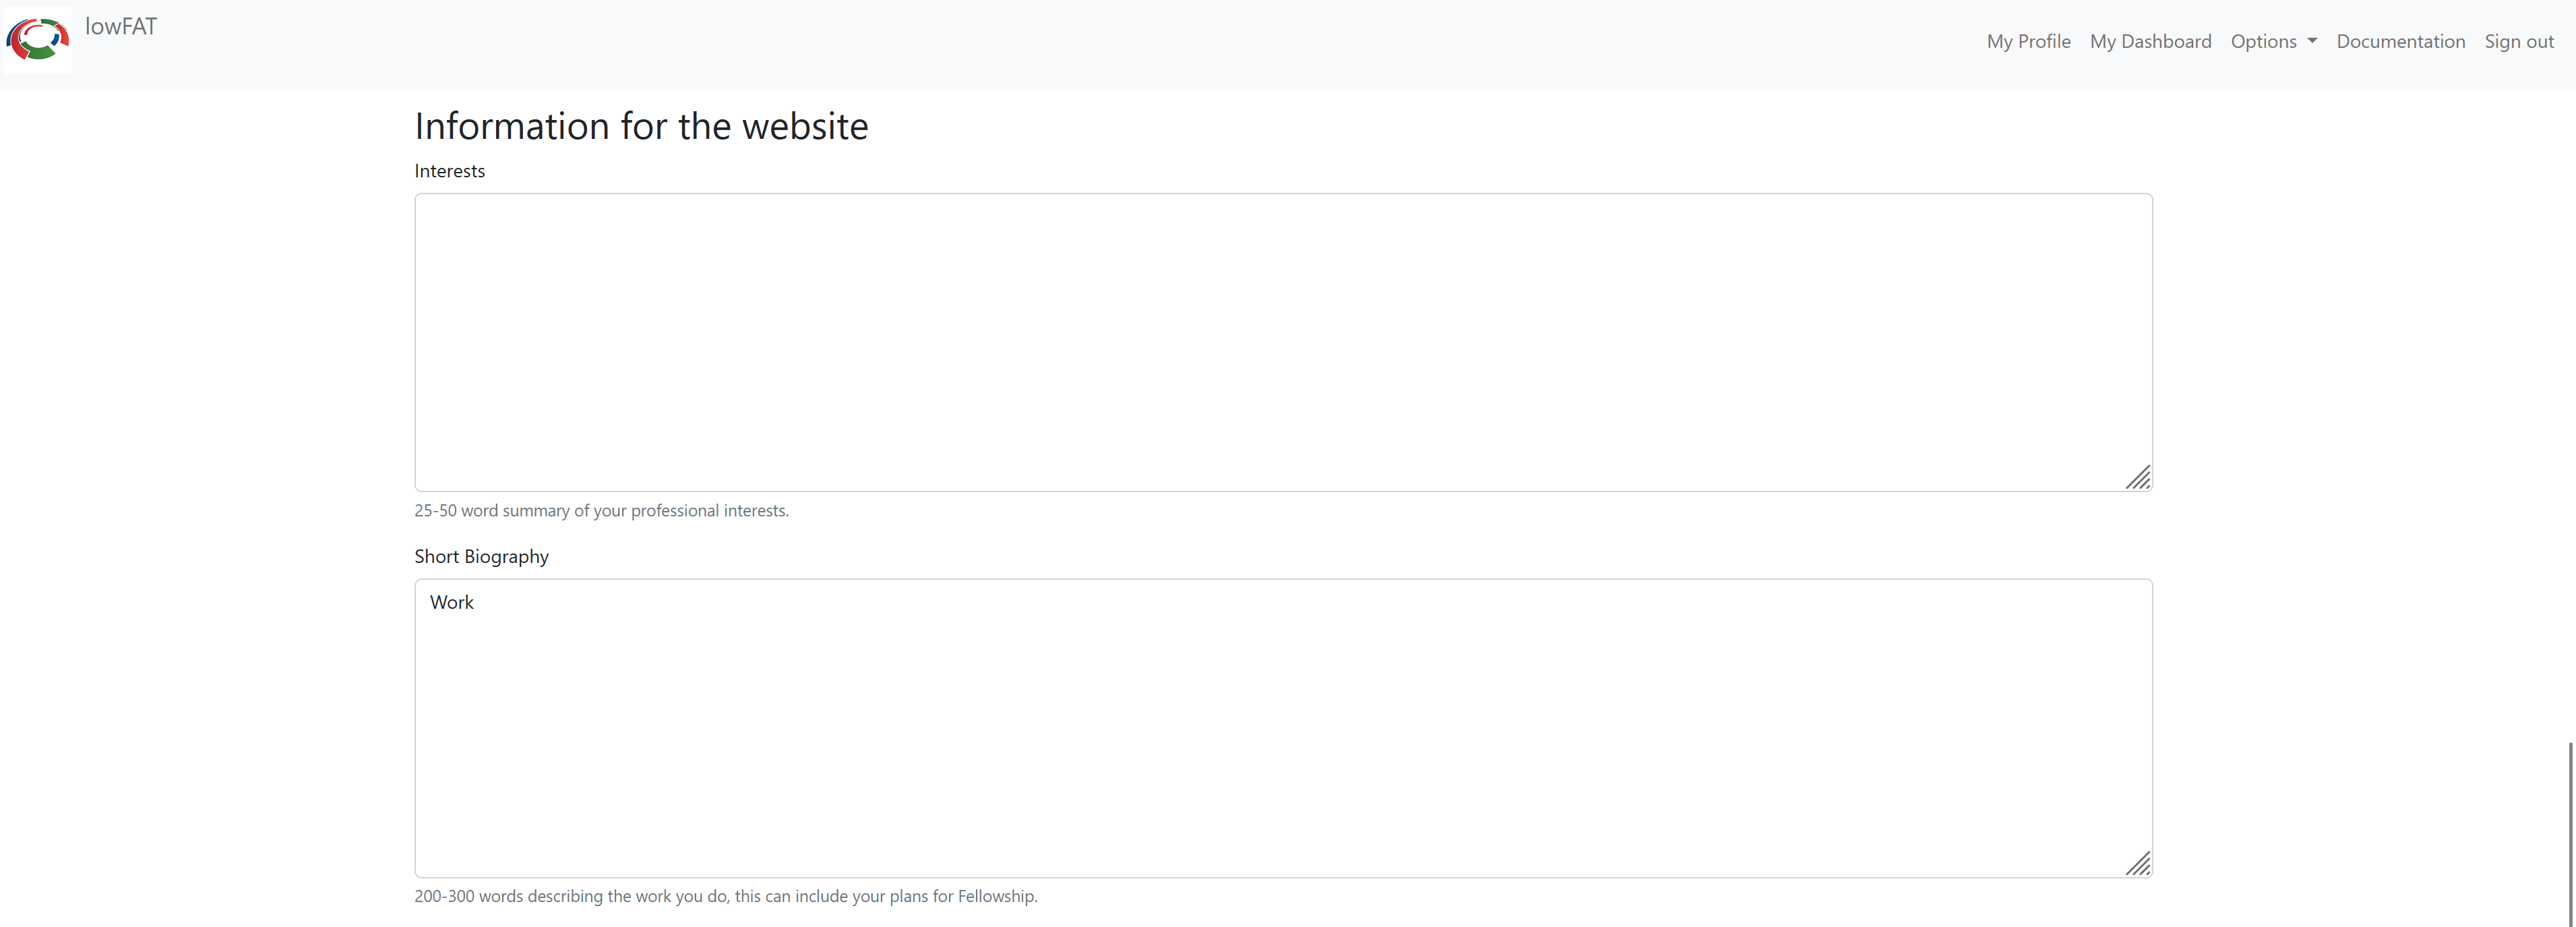 lowFAT
My Profile My Dashboard Options Documentation Sign out
Information for the website
Interests
25-50 word summary of your professional interests.
Short Biography
Work
200-300 words describing the work you do, this can include your plans for Fellowship.